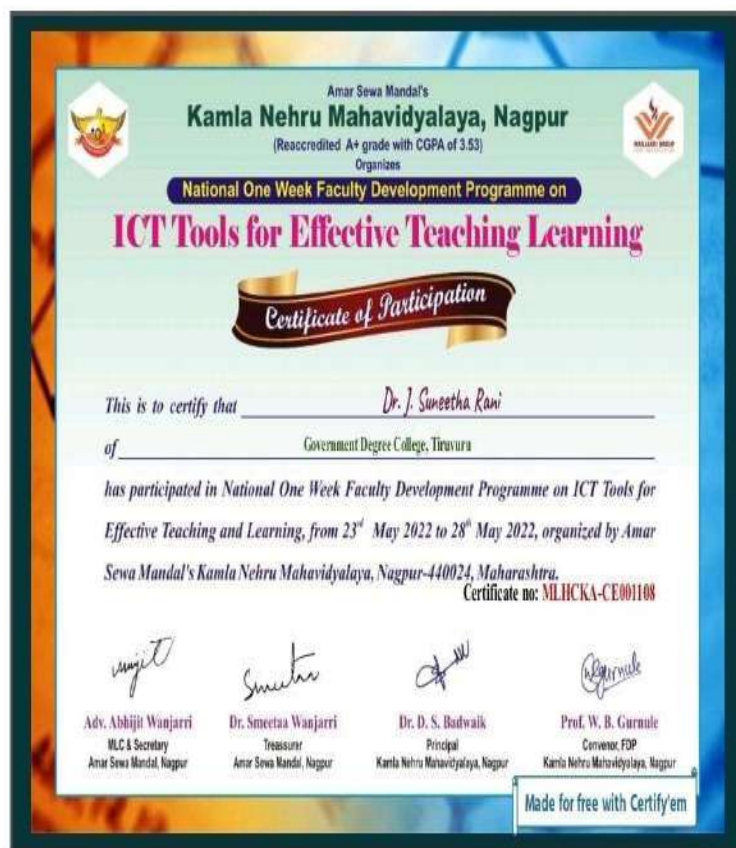 Amar Sewa Mandal's
Kamla Nehru Mahavidyalaya, Nagpur
(Reaccredited A+ grade with CGPA of 3.53)
Organizes
National One Week Faculty Development Programme on
ICT Tools for Effective Teaching Learning
Certificate of Participation
This is to certify that Dr. J. Suneetha Rani
of Government Degree College, Tiruvuru
has participated in National One Week Faculty Development Programme on ICT Tools for
Effective Teaching and Learning, from 23rd May 2022 to 28th May 2022, organized by Amar
Sewa Mandal's Kamla Nehru Mahavidyalaya, Nagpur-440024, Maharashtra.
Certificate no: MLHCKA-CE001108
Adv. Abhijit Wanjarri
MLC & Secretary
Amar Sewa Mandal, Nagpur
Dr. Smeetaa Wanjarri
Treassurer
Amar Sewa Mandal, Nagpur
Dr. D. S. Badwaik
Principal
Kamla Nehru Mahavidyalaya, Nagpur
Prof. W. B. Gurnule
Convenor, FDP
Kamla Nehru Mahavidyalaya, Nagpur
Made for free with Certify'em